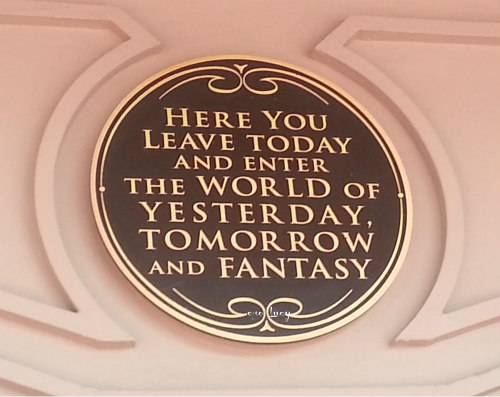 HERE YOU
LEAVE TODAY
AND ENTER
THE WORLD OF
YESTERDAY,
TOMORROW
AND FANTASY